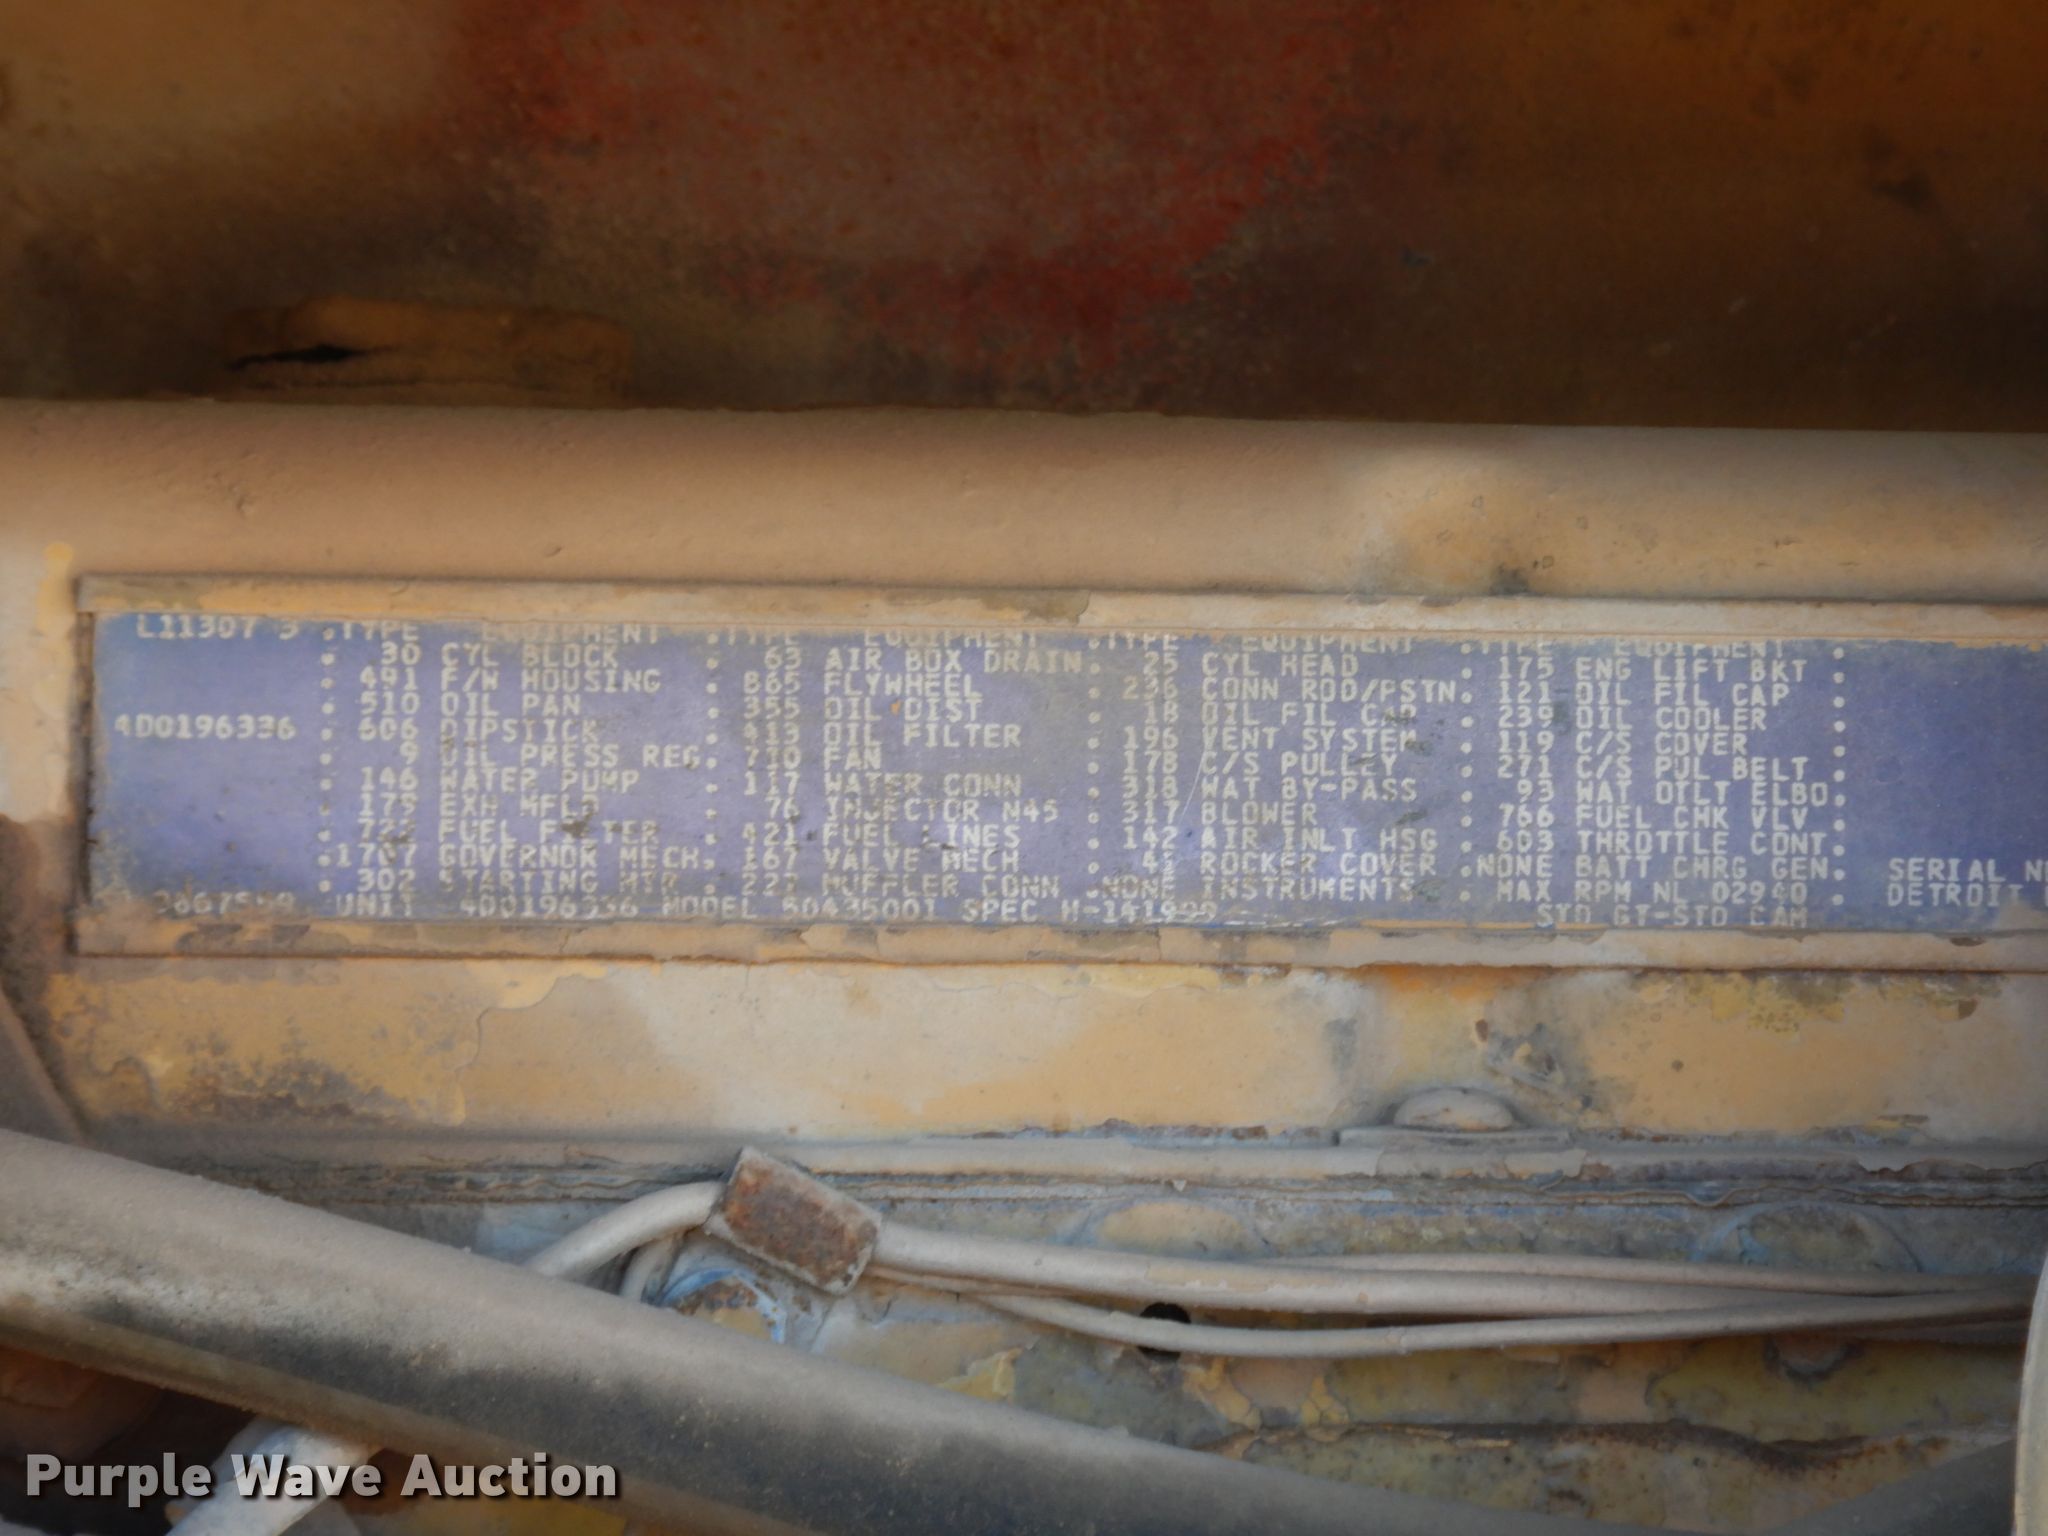 L11307 3 . TYPE EQUIPMENT . TYPE EQUIPMENT . TYPE EQUIPMENT . TYPE EQUIPMENT .
. 30 CYL BLOCK 63 AIR BOX DRAIN. 25 CYL HEAD . 175 ENG LIFT BKT .
. 491 F/W HOUSING . 865 FLYWHEEL . 236 CONN ROD/PSTN. 121 OIL FIL CAP .
. 510 OIL PAN . 355 OIL DIST . 18 OIL FIL CAP . 239 OIL COOLER .
4D0196336 . 606 DIPSTICK . 413 OIL FILTER . 196 VENT SYSTEM . 119 C/S COVER .
. 9 OIL PRESS REG. 710 FAN . 178 C/S PULLEY . 271 C/S PUL BELT .
. 146 WATER PUMP . 117 WATER CONN . 318 WAT BY-PASS . 93 WAT OILT ELBO.
. 175 EXH MFLD . 76 INJECTOR N45 . 317 BLOWER . 766 FUEL CHK VLV .
. FUEL FILTER . 421 FUEL LINES . 142 AIR INLT HSG . 603 THROTTLE CONT.
.1707 GOVERNOR MECH. 167 VALVE MECH . ROCKER COVER .NONE BATT CHRG GEN. SERIAL
. 302 STARTING MTR . 227 MUFFLER CONN .NONE INSTRUMENTS . MAX RPM NL 02940 . DETROIT
UNIT 4D0196336 MODEL 50435001 SPEC STD GT-STD CAM
Purple Wave Auction